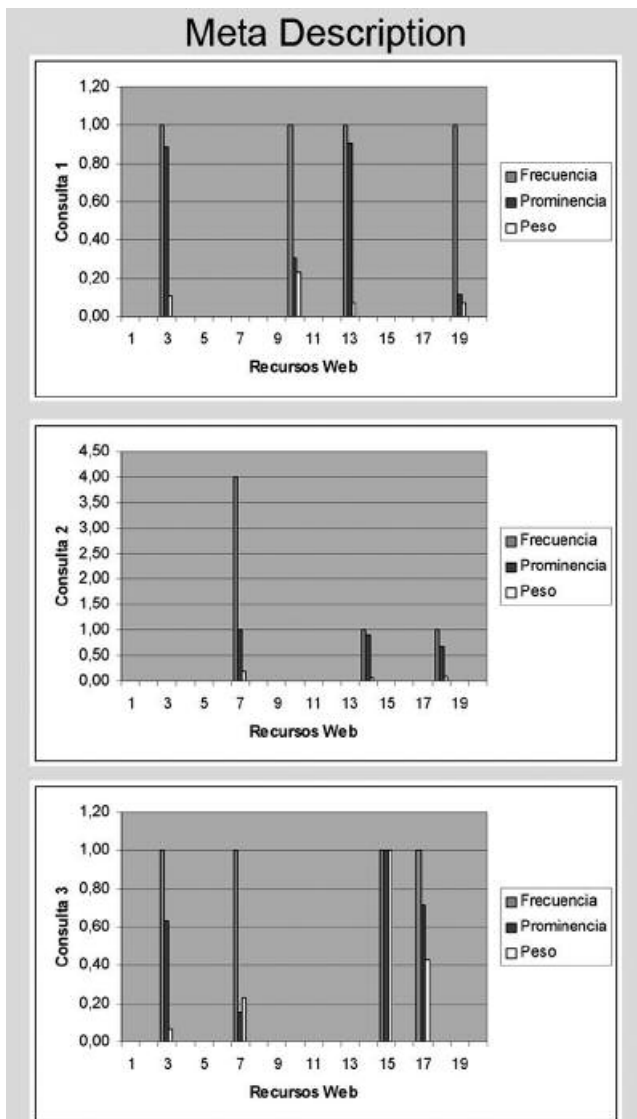 Meta Description
1,20
1,00
0,80
0,60
0,40
0,20
0,00
Consulta 1
1 3 5 7 9 11 13 15 17 19
Recursos Web
Frecuencia
Prominencia
Peso
4,50
4,00
3,50
3,00
2,50
2,00
1,50
1,00
0,50
0,00
Consulta 2
1 3 5 7 9 11 13 15 17 19
Recursos Web
Frecuencia
Prominencia
Peso
1,20
1,00
0,80
0,60
0,40
0,20
0,00
Consulta 3
1 3 5 7 9 11 13 15 17 19
Recursos Web
Frecuencia
Prominencia
Peso